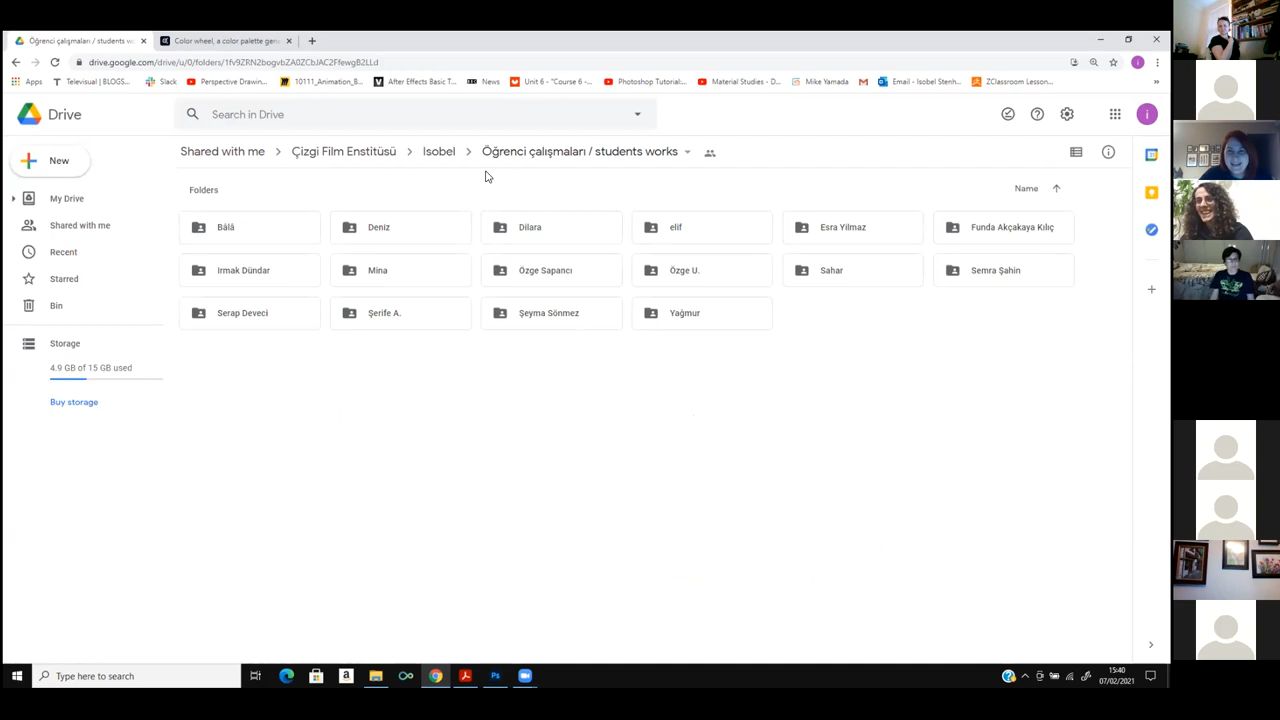 Öğrenci çalışmaları / students wo
Color wheel, a color palette gene
drive.google.com/drive/u/0/folders/1fv9ZRN2bogvbZA0ZCbJAC2FfewgB2LLd
Apps Televisual | BLOGS... Slack Perspective Drawing... 10111_Animation_B... After Effects Basic T... News Unit 6 - "Course 6 -... Photoshop Tutorial:... Material Studies - D... Mike Yamada Email - Isobel Stenh... ZClassroom Lesson...
Drive
Search in Drive
i
New
Shared with me > Çizgi Film Enstitüsü > Isobel > Öğrenci çalışmaları / students works
My Drive
Shared with me
Recent
Starred
Bin
Storage
4.9 GB of 15 GB used
Buy storage
Folders
Name
Bâlâ Deniz Dilara elif Esra Yilmaz Funda Akçakaya Kılıç
Irmak Dündar Mina Özge Sapancı Özge U. Sahar Semra Şahin
Serap Deveci Şerife A. Şeyma Sönmez Yağmur
Type here to search
15:40
07/02/2021